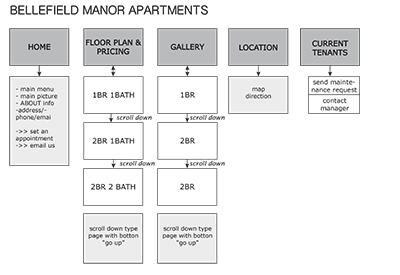 BELLEFIELD MANOR APARTMENTS
HOME
FLOOR PLAN &
PRICING
GALLERY
LOCATION
CURRENT
TENANTS
- main menu
- main picture
- ABOUT info
-address/-
phone/emai
->> set an
appointment
->> email us
1BR 1BATH
scroll down
2BR 1BATH
scroll down
2BR 2 BATH
scroll down type
page with botton
"go up"
1BR
scroll down
2BR
scroll down
2BR
scroll down type
page with botton
"go up"
map
direction
send mainte-
nance request
contact
manager